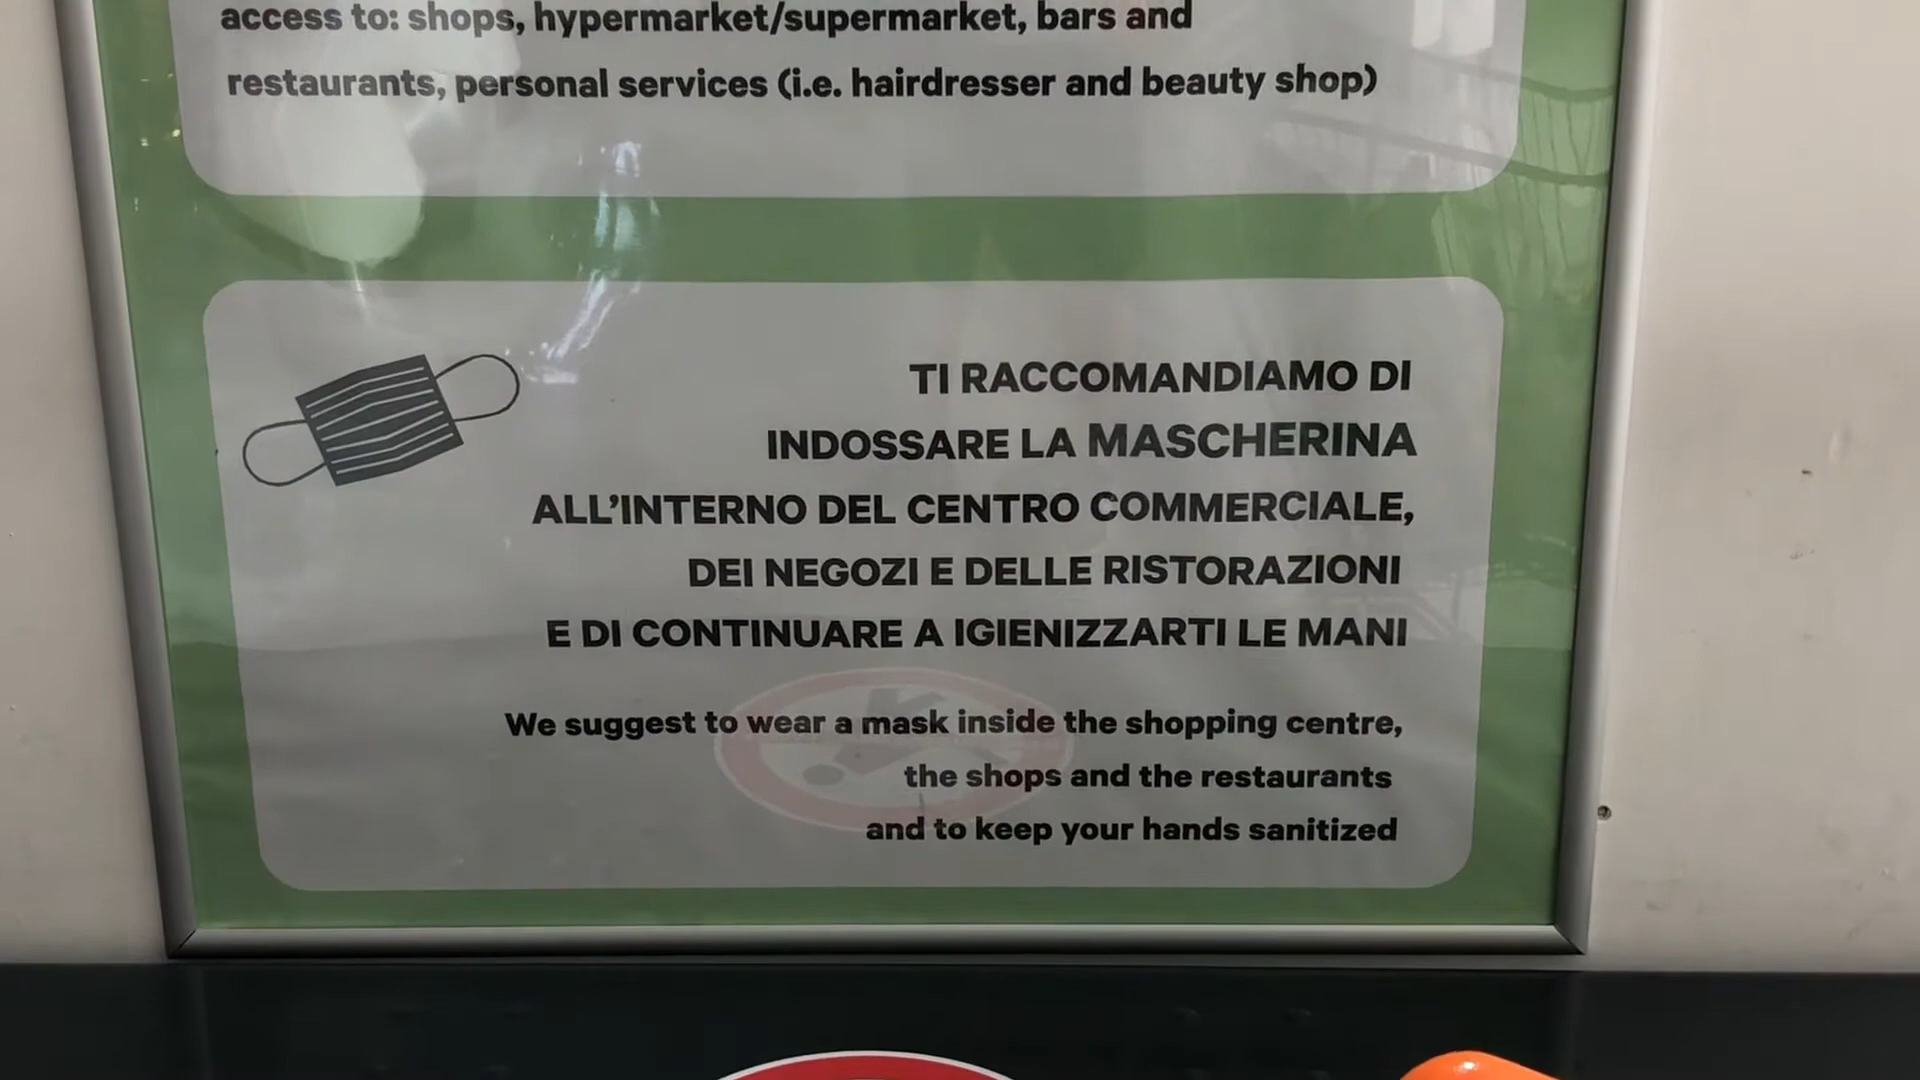 access to: shops, hypermarket/supermarket, bars and
restaurants, personal services (i.e. hairdresser and beauty shop)
TI RACCOMANDIAMO DI
INDOSSARE LA MASCHERINA
ALL'INTERNO DEL CENTRO COMMERCIALE,
DEI NEGOZI E DELLE RISTORAZIONI
E DI CONTINUARE A IGIENIZZARTI LE MANI
We suggest to wear a mask inside the shopping centre,
the shops and the restaurants
and to keep your hands sanitized